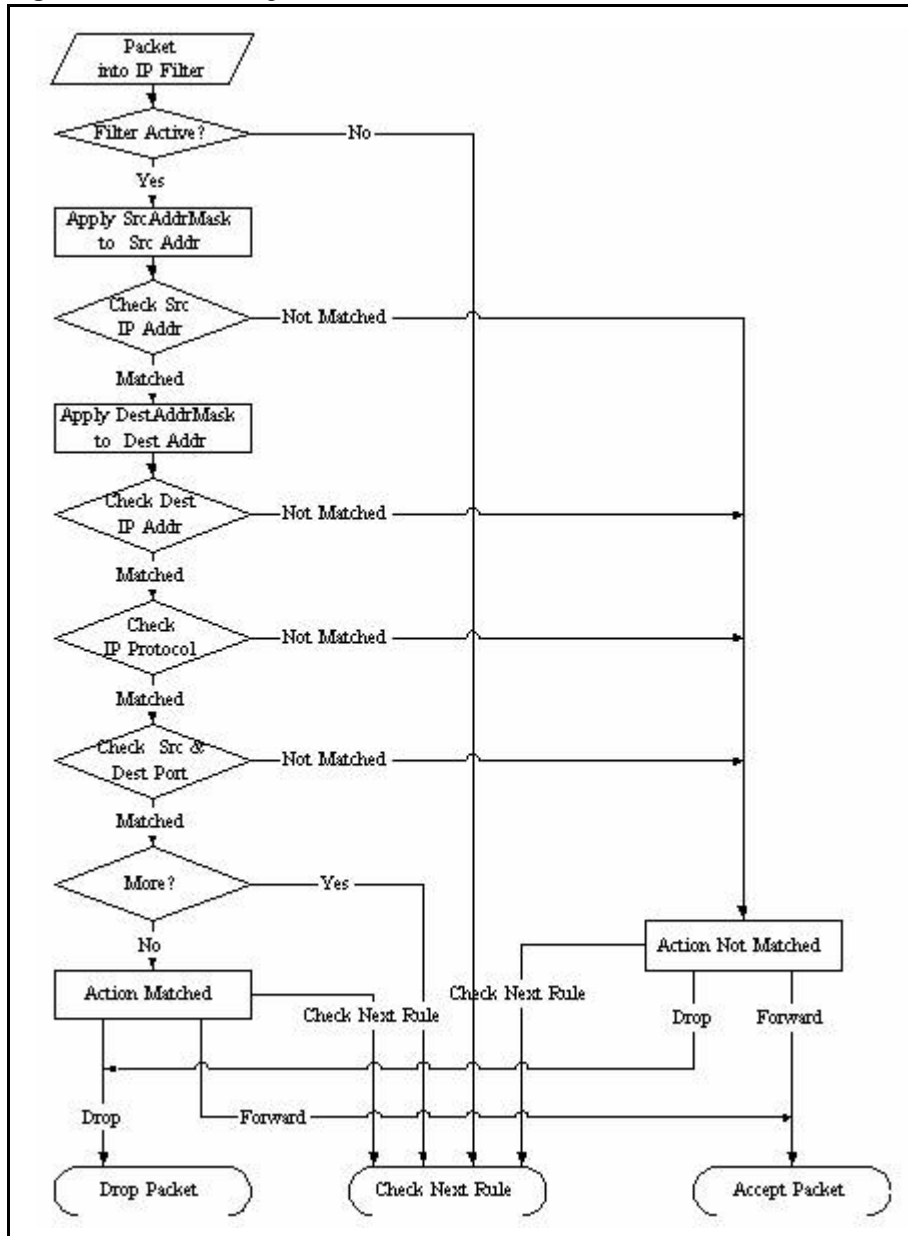 Packet
into IP Filter
Filter Active?
No
Yes
Apply SrcAddrMask
to Src Addr
Check Src
IP Addr
Not Matched
Matched
Apply DestAddrMask
to Dest Addr
Check Dest
IP Addr
Not Matched
Matched
Check
IP Protocol
Not Matched
Matched
Check Src &
Dest Port
Not Matched
Matched
More?
Yes
No
Action Matched
Action Not Matched
Check Next Rule
Check Next Rule
Drop
Forward
Drop
Forward
Drop Packet
Check Next Rule
Accept Packet